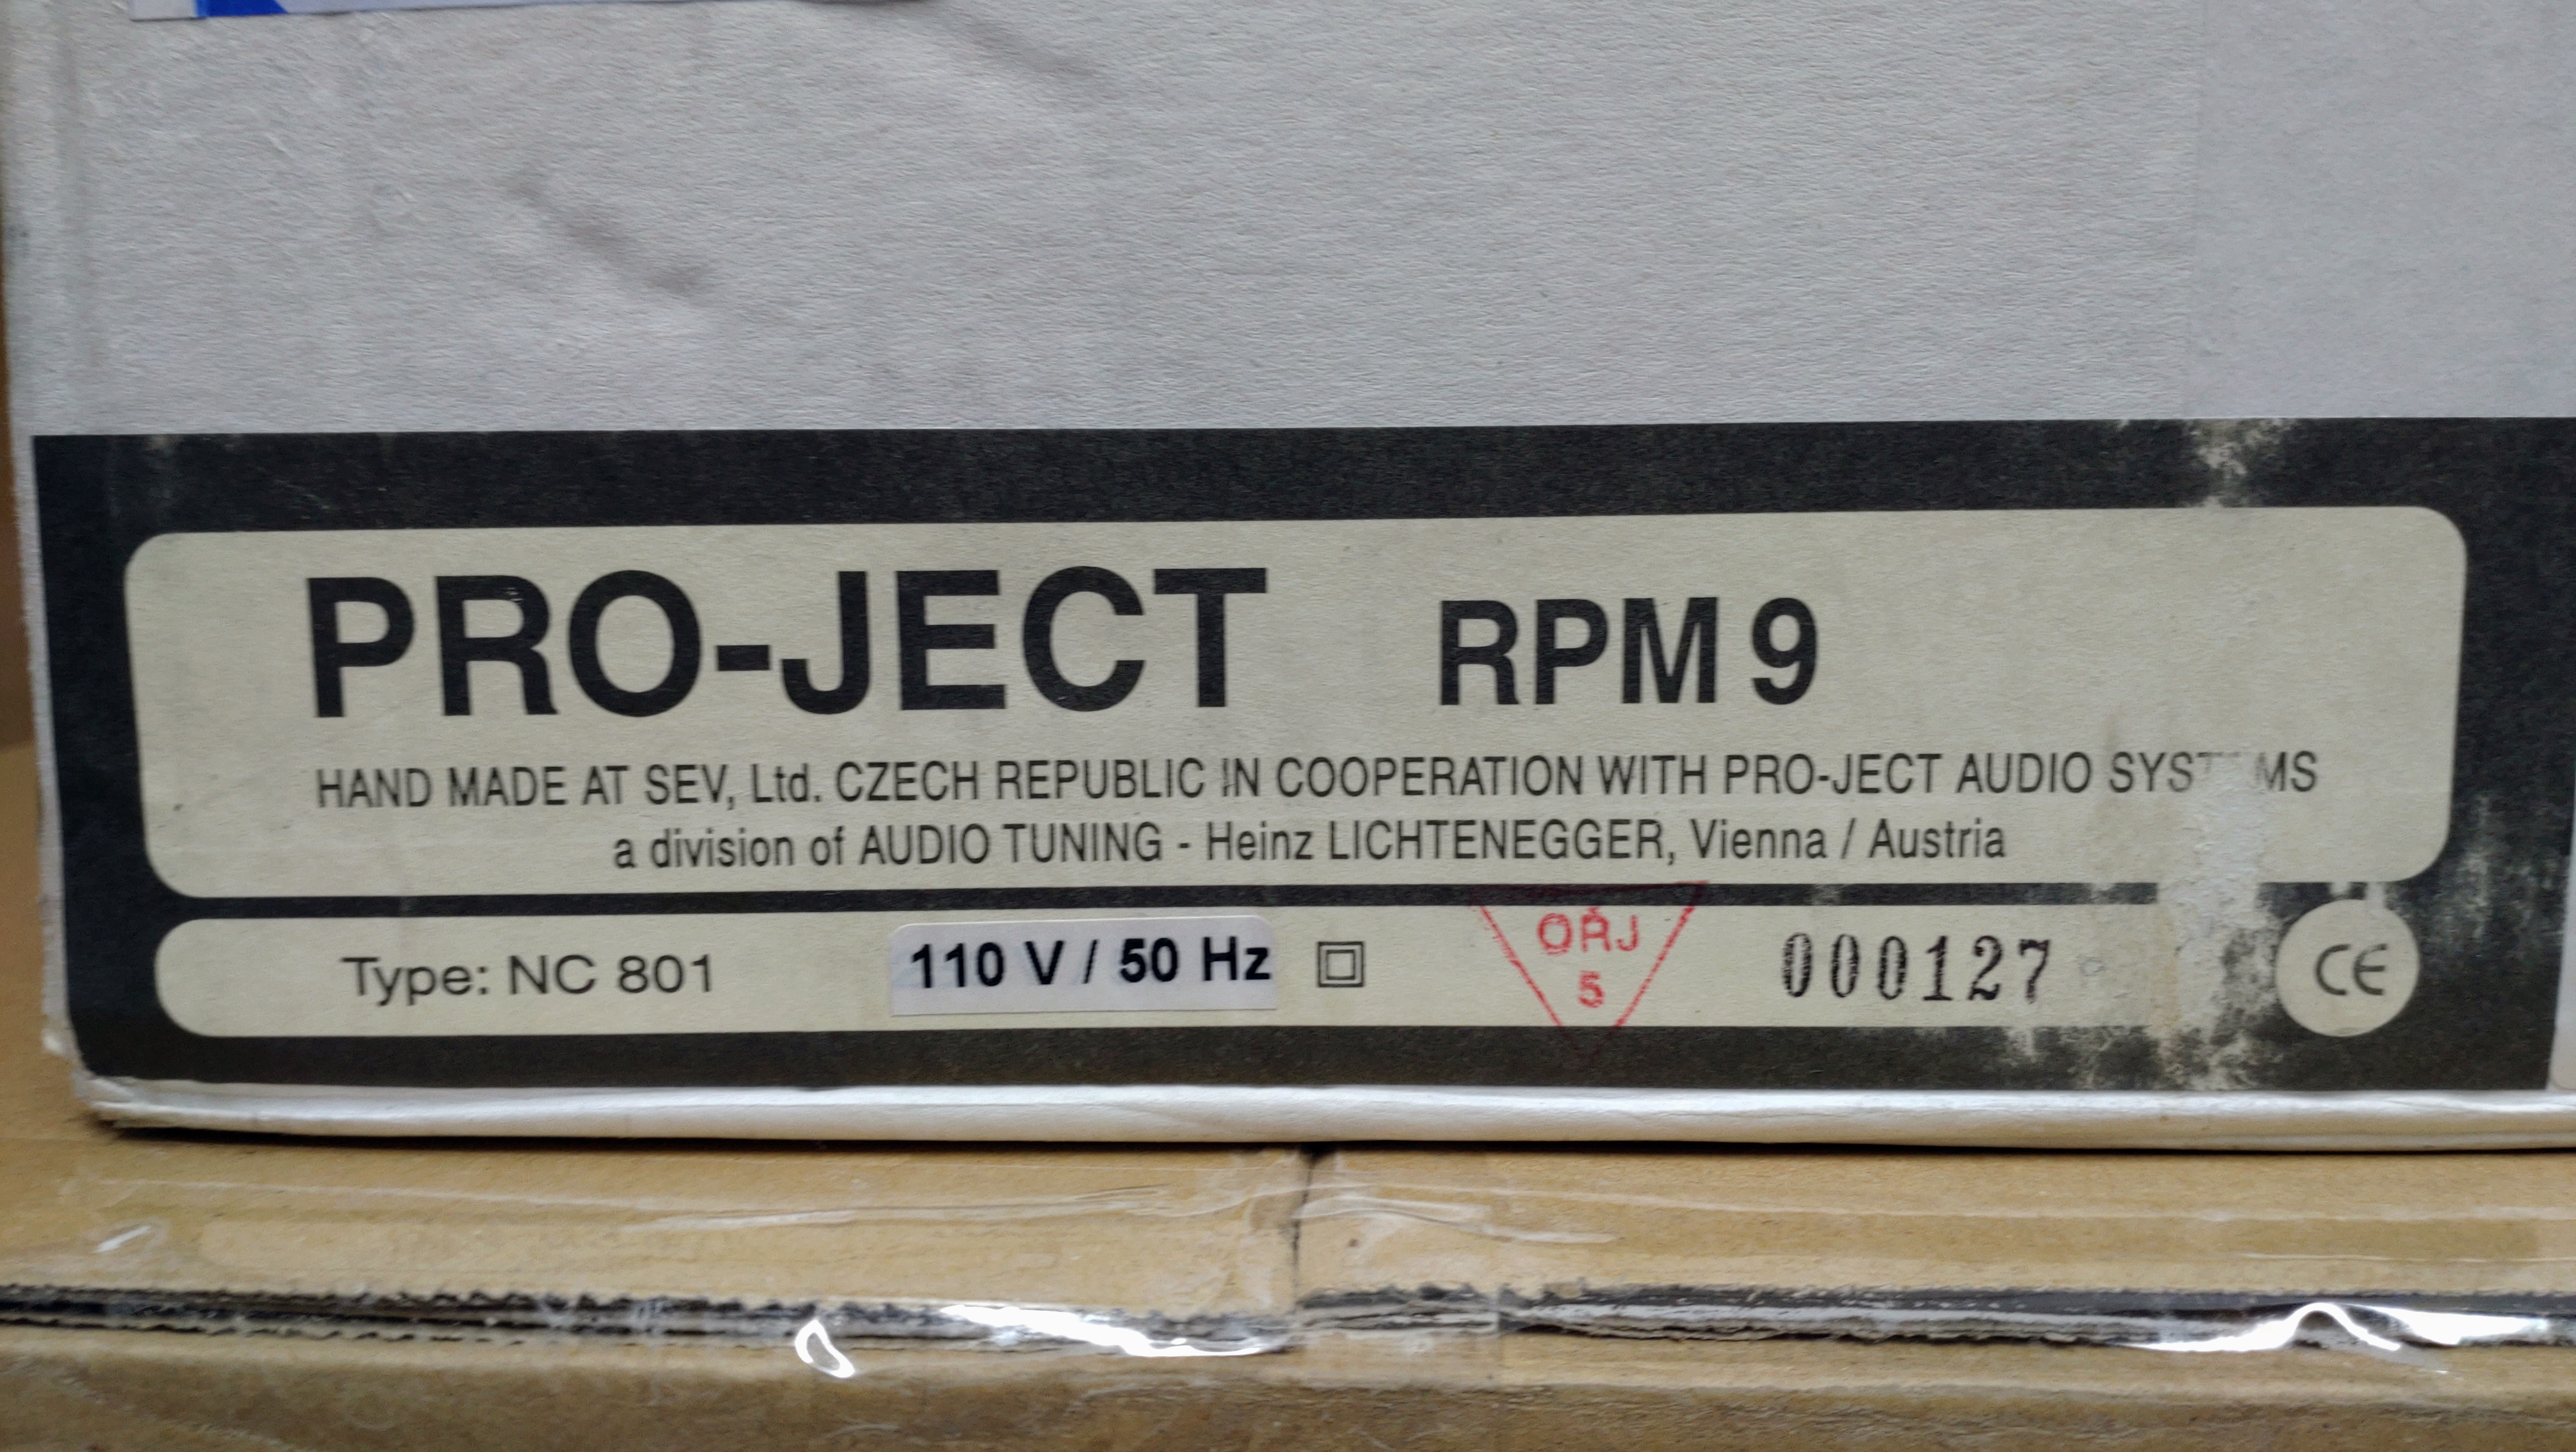 PRO-JECT RPM 9
HAND MADE AT SEV, Ltd. CZECH REPUBLIC IN COOPERATION WITH PRO-JECT AUDIO SYSTEMS
a division of AUDIO TUNING - Heinz LICHTENEGGER, Vienna / Austria
Type: NC 801 110 V / 50 Hz ORJ 000127 CE
5